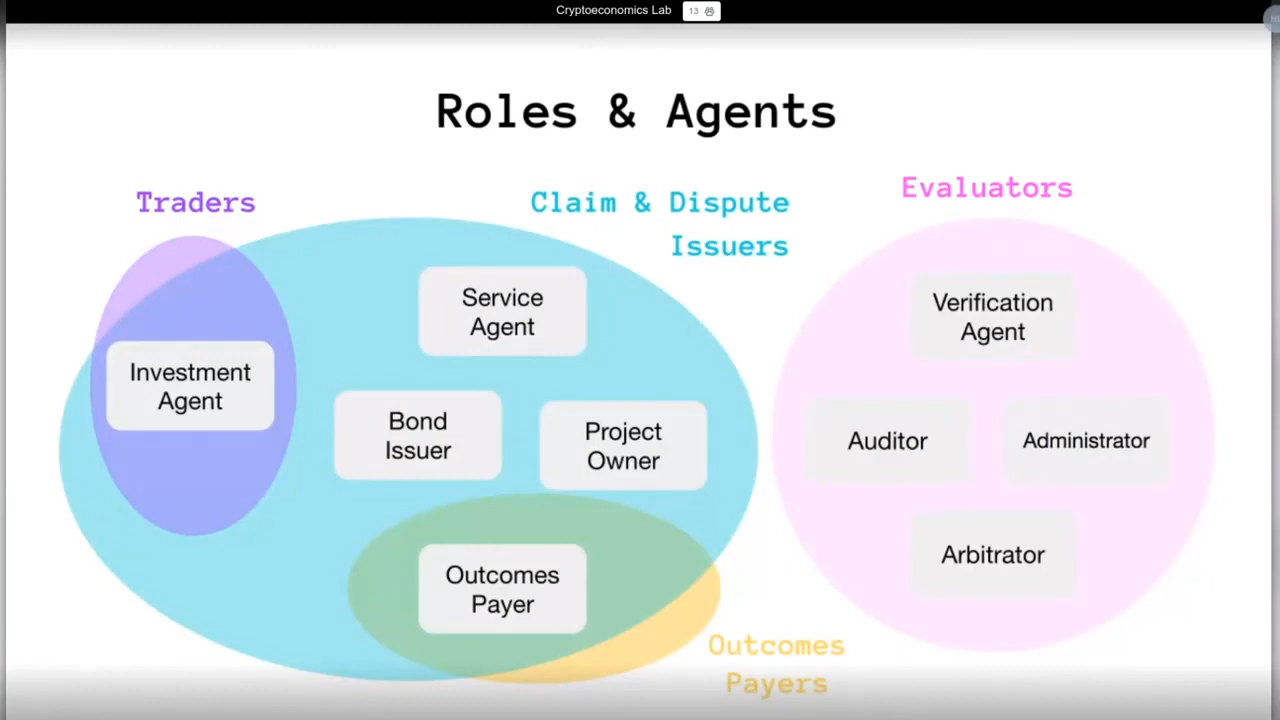 Cryptoeconomics Lab
13
Roles & Agents
Traders
Claim & Dispute
Issuers
Evaluators
Service
Agent
Investment
Agent
Bond
Issuer
Project
Owner
Outcomes
Payer
Outcomes
Payers
Verification
Agent
Auditor
Administrator
Arbitrator